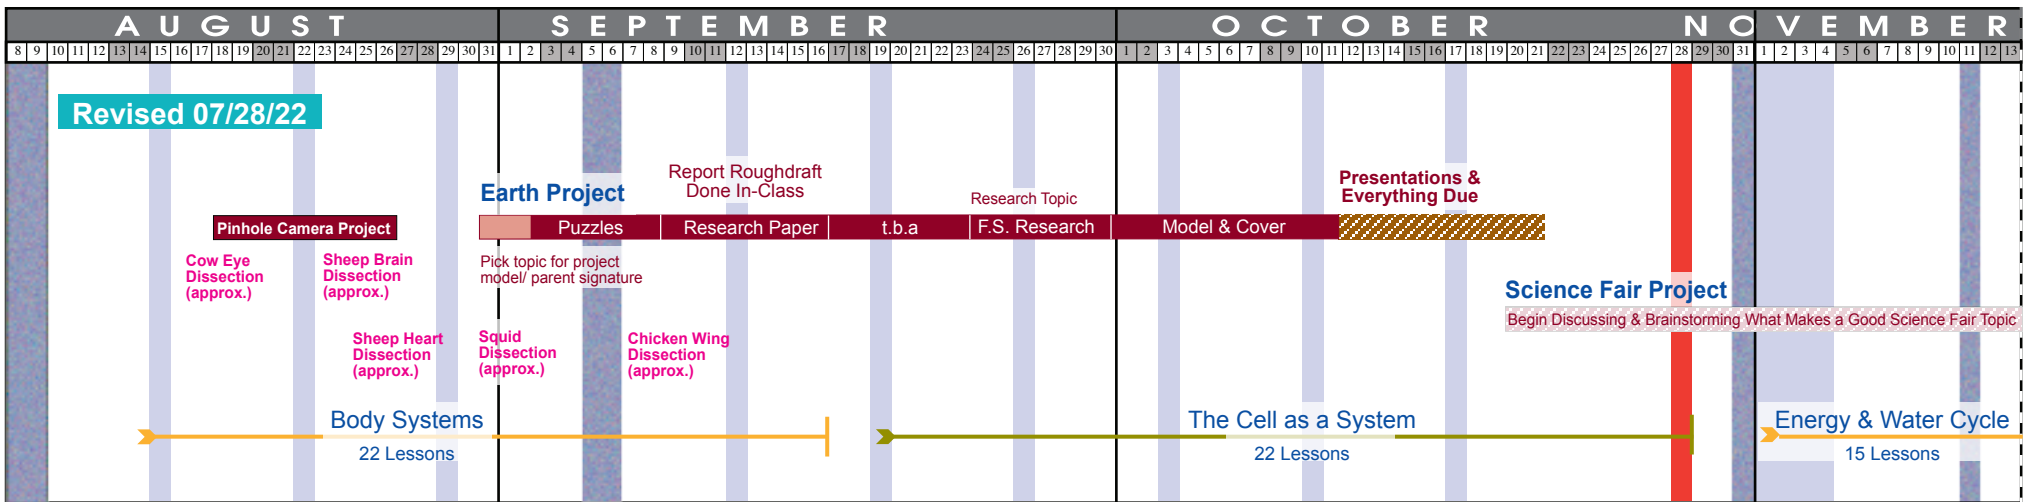 AUGUST SEPTEMBER OCTOBER NOVEMBER
8 9 10 11 12 13 14 15 16 17 18 19 20 21 22 23 24 25 26 27 28 29 30 31 1 2 3 4 5 6 7 8 9 10 11 12 13 14 15 16 17 18 19 20 21 22 23 24 25 26 27 28 29 30 1 2 3 4 5 6 7 8 9 10 11 12 13 14 15 16 17 18 19 20 21 22 23 24 25 26 27 28 29 30 31 1 2 3 4 5 6 7 8 9 10 11 12 13
Revised 07/28/22
Earth Project
Report Roughdraft
Done In-Class
Research Topic
Presentations &
Everything Due
Pinhole Camera Project
Puzzles
Research Paper
t.b.a
F.S. Research
Model & Cover
Pick topic for project
model/ parent signature
Cow Eye
Dissection
(approx.)
Sheep Brain
Dissection
(approx.)
Science Fair Project
Begin Discussing & Brainstorming What Makes a Good Science Fair Topic
Sheep Heart
Dissection
(approx.)
Squid
Dissection
(approx.)
Chicken Wing
Dissection
(approx.)
Body Systems
22 Lessons
The Cell as a System
22 Lessons
Energy & Water Cycle
15 Lessons